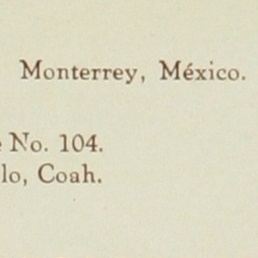 Monterrey, México.
No. 104.
lo, Coah.